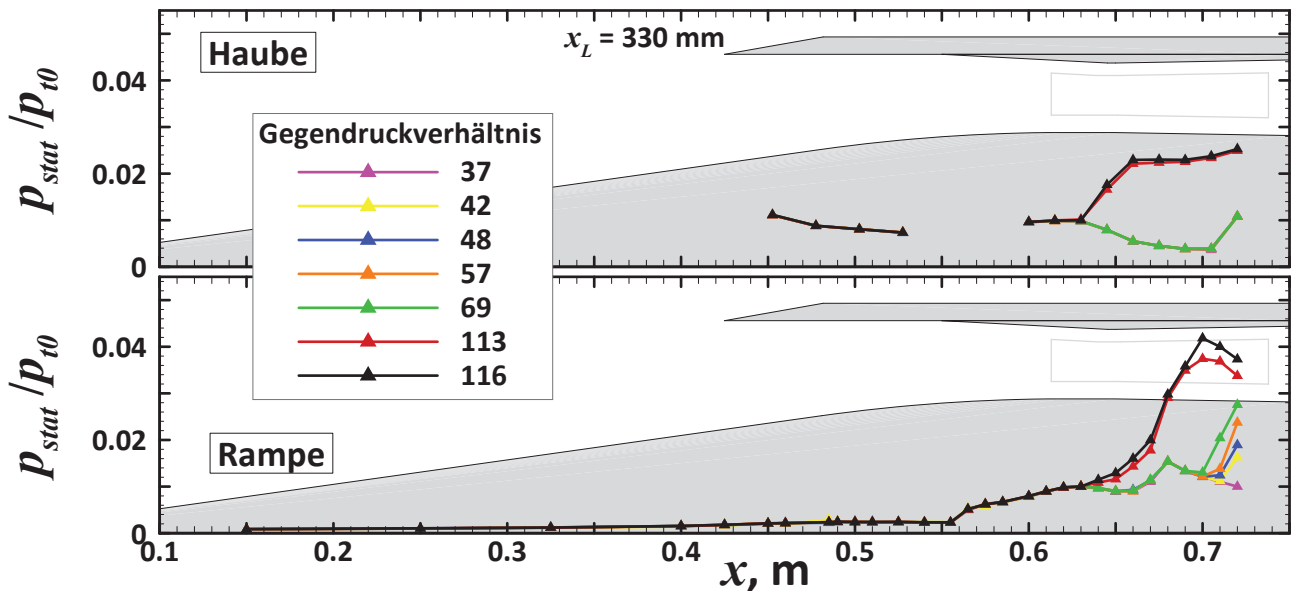 Haube
x_L = 330 mm
p_stat/p_t0
0.04
0.02
0
Gegendruckverhältnis
37
42
48
57
69
113
116
Rampe
p_stat/p_t0
0.04
0.02
0
0.1
0.2
0.3
0.4
0.5
0.6
0.7
x, m